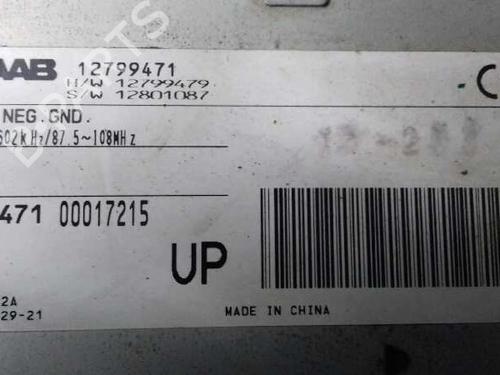 AAB 12799471
H/W 12799479
S/W 12801087
C
NEG.GND.
602kHz/87.5~108MHz
471 00017215
UP
2A
29-21
MADE IN CHINA